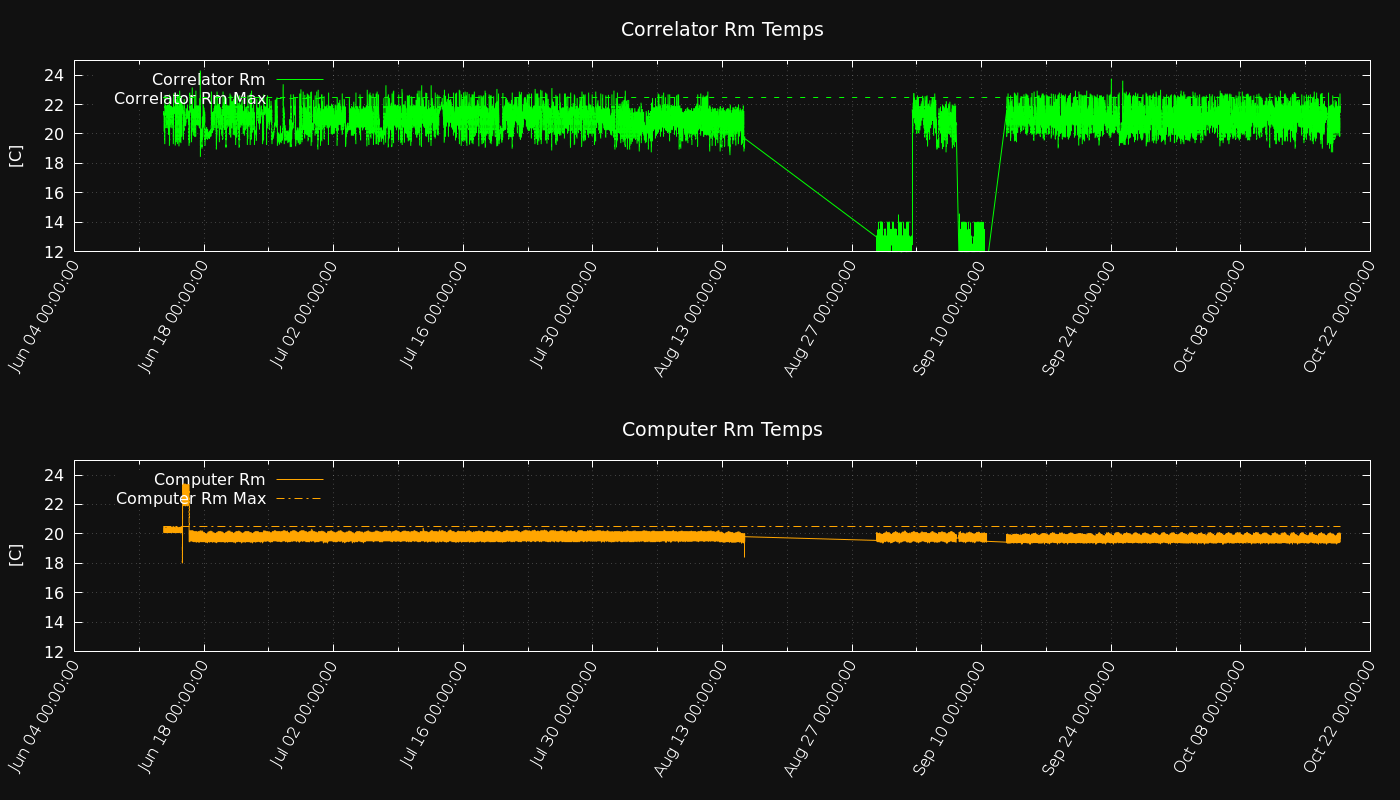 Correlator Rm Temps
Correlator Rm
Correlator Rm Max
[C]
24
22
20
18
16
14
12
Jun 04 00:00:00
Jun 18 00:00:00
Jul 02 00:00:00
Jul 16 00:00:00
Jul 30 00:00:00
Aug 13 00:00:00
Aug 27 00:00:00
Sep 10 00:00:00
Sep 24 00:00:00
Oct 08 00:00:00
Oct 22 00:00:00
Computer Rm Temps
Computer Rm
Computer Rm Max
[C]
24
22
20
18
16
14
12
Jun 04 00:00:00
Jun 18 00:00:00
Jul 02 00:00:00
Jul 16 00:00:00
Jul 30 00:00:00
Aug 13 00:00:00
Aug 27 00:00:00
Sep 10 00:00:00
Sep 24 00:00:00
Oct 08 00:00:00
Oct 22 00:00:00